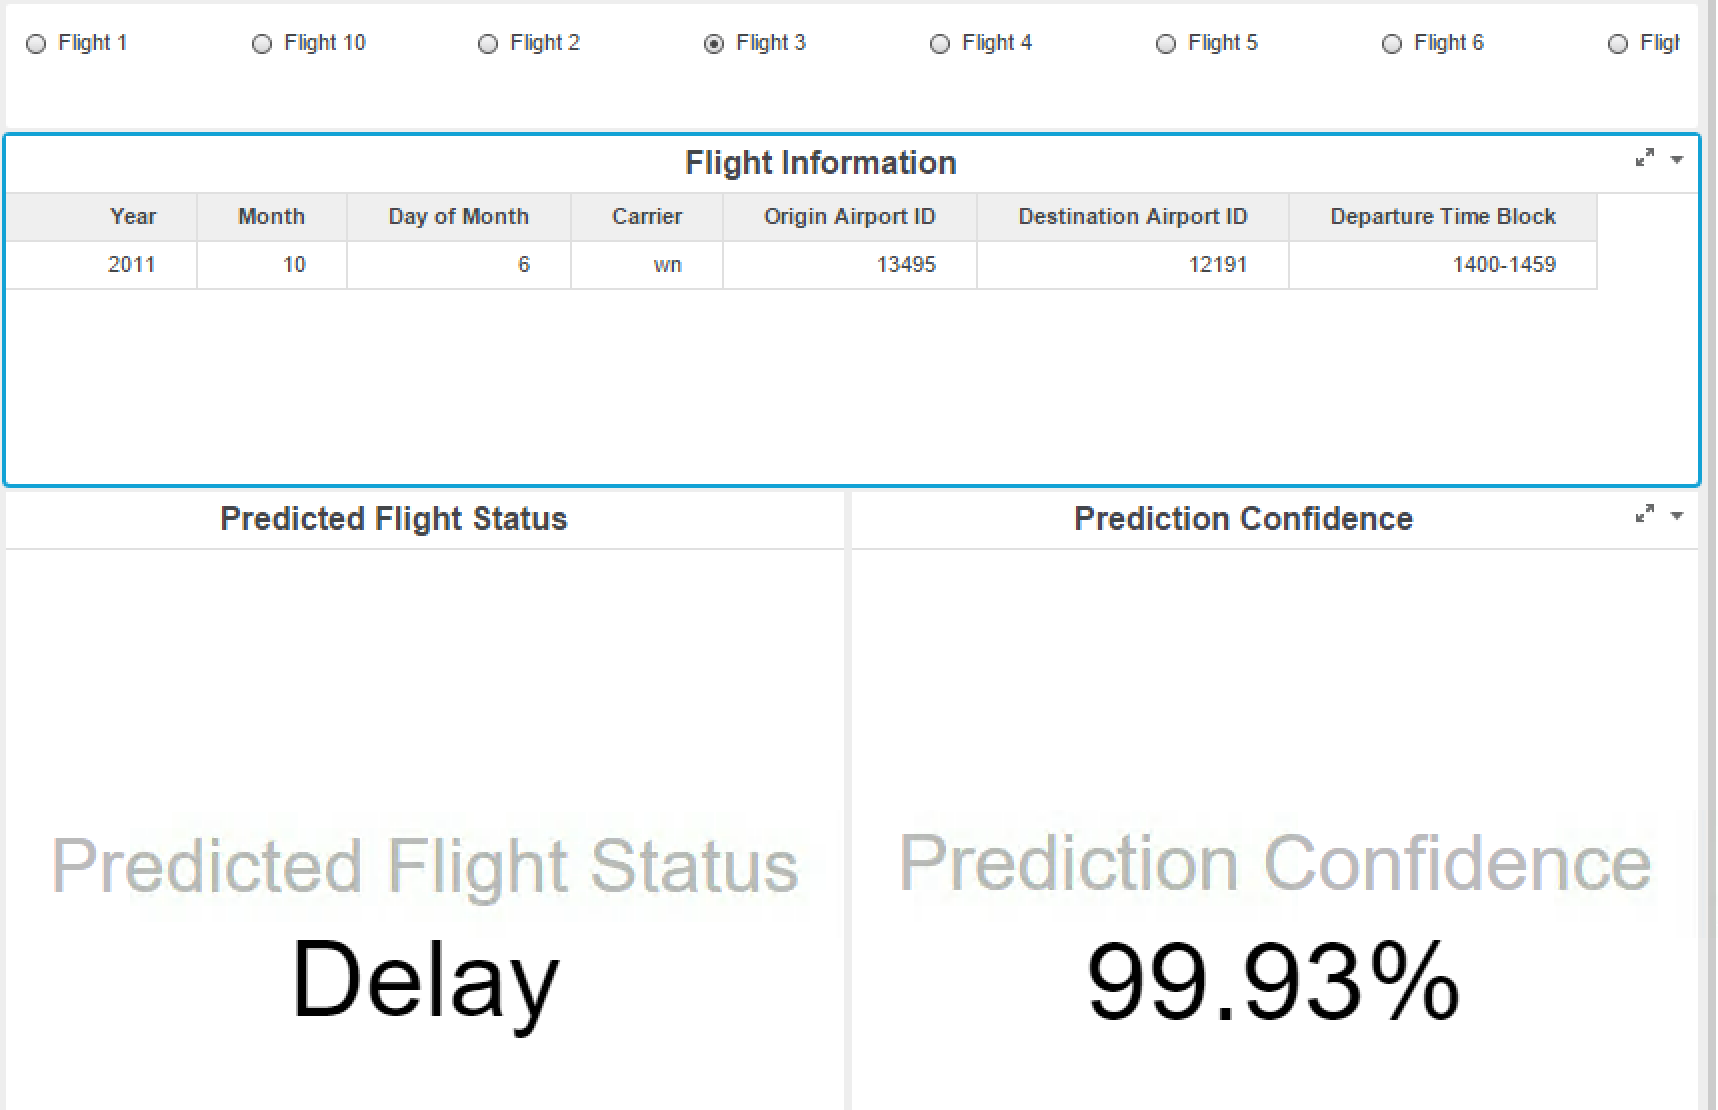 Flight 1 Flight 10 Flight 2 Flight 3 Flight 4 Flight 5 Flight 6
Flight Information
Year Month Day of Month Carrier Origin Airport ID Destination Airport ID Departure Time Block
2011 10 6 wn 13495 12191 1400-1459
Predicted Flight Status Prediction Confidence
Predicted Flight Status Prediction Confidence
Delay 99.93%